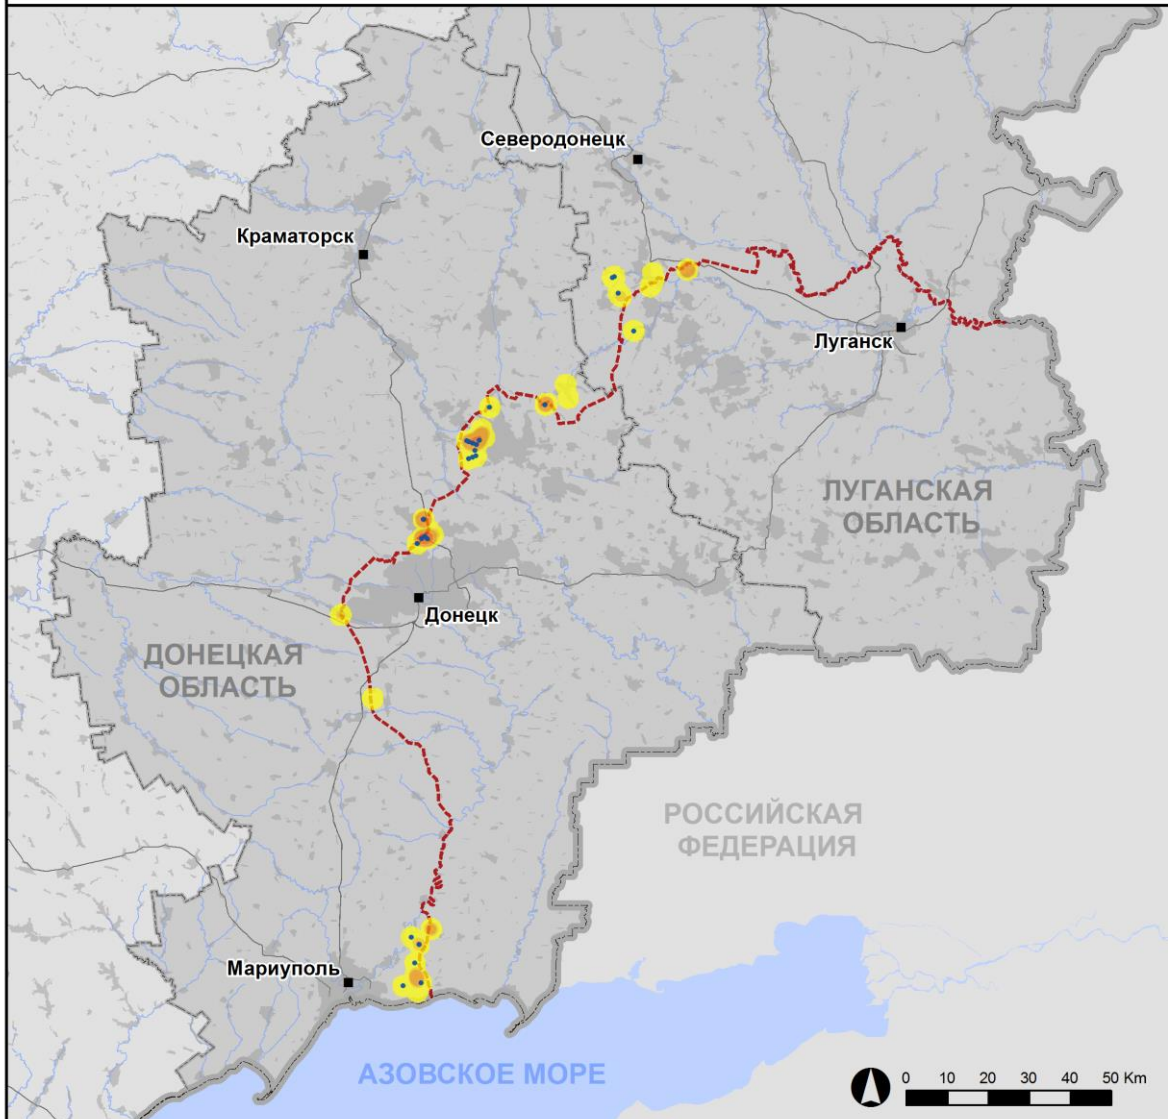 Северодонецк
Краматорск
Луганск
ЛУГАНСКАЯ
ОБЛАСТЬ
Донецк
ДОНЕЦКАЯ
ОБЛАСТЬ
РОССИЙСКАЯ
ФЕДЕРАЦИЯ
Мариуполь
АЗОВСКОЕ МОРЕ
0 10 20 30 40 50 Km